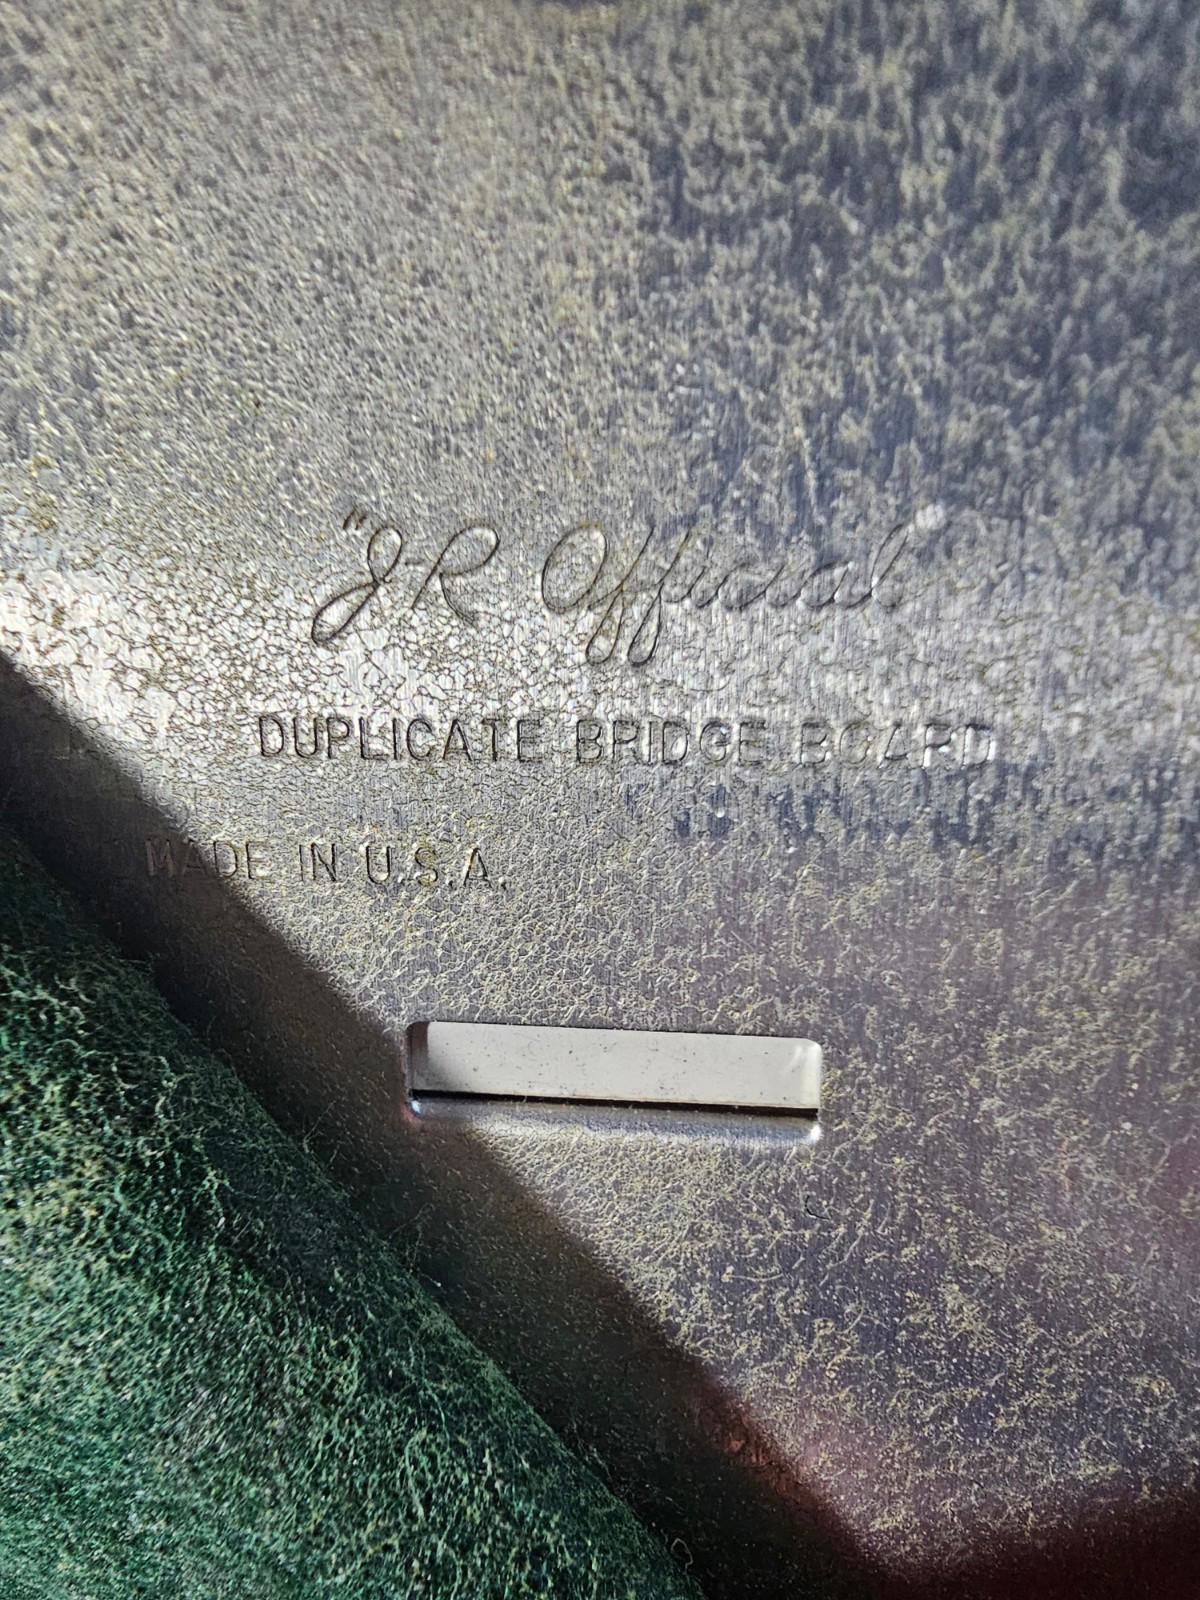 "JR Official"
DUPLICATE BRIDGE BOARD
MADE IN U.S.A.